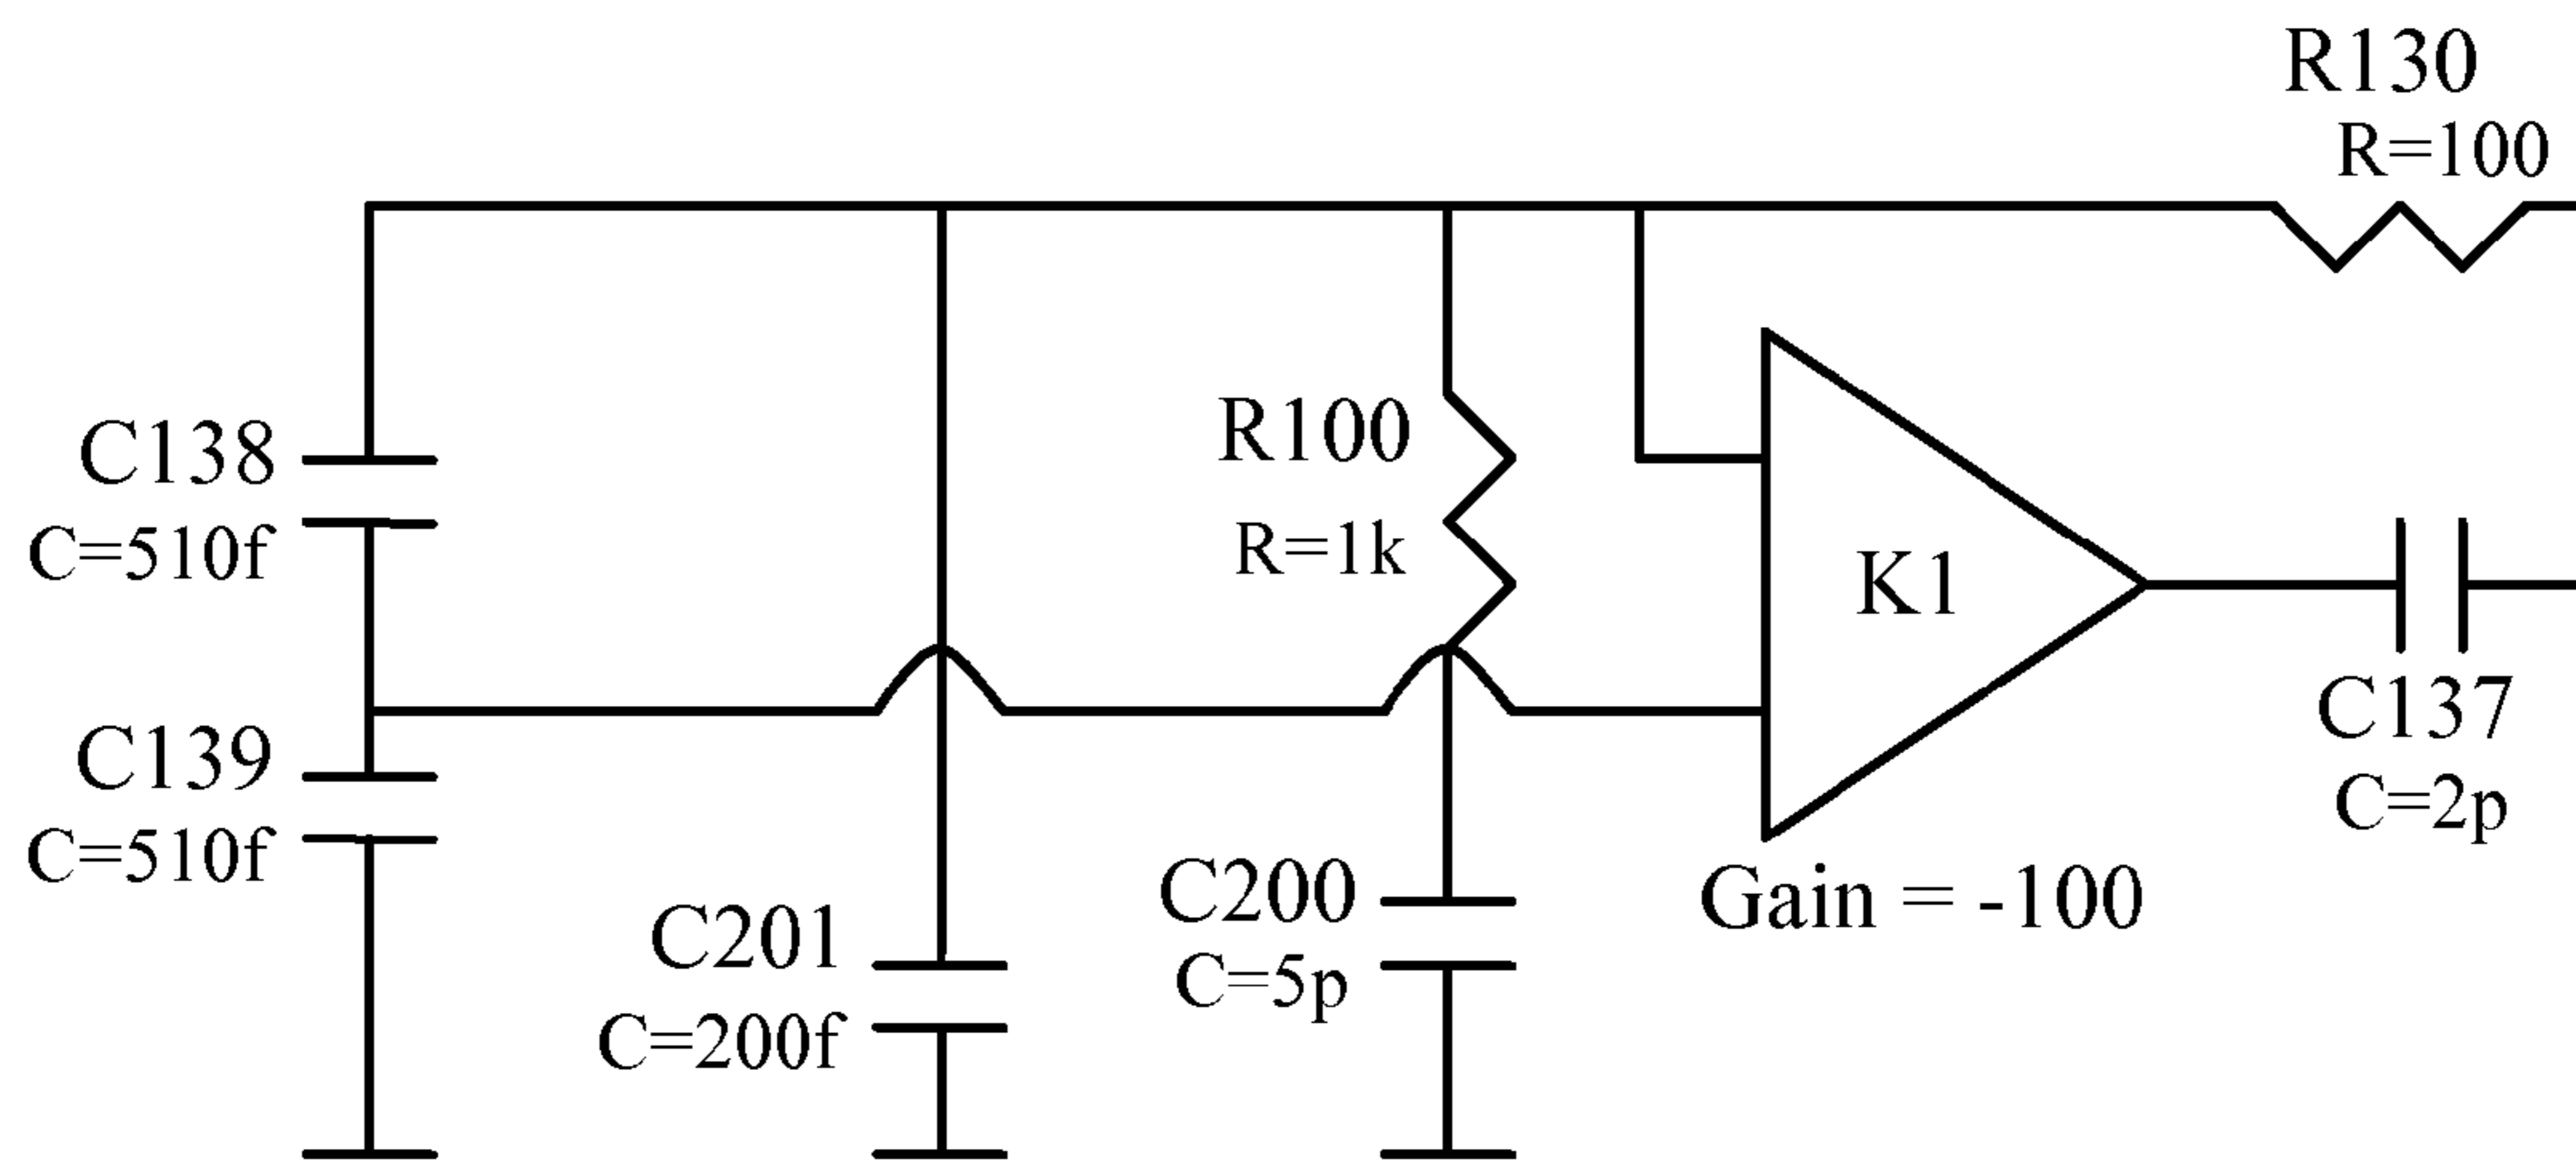 R130
R=100
C138
C=510f
R100
R=1k
K1
C139
C=510f
C137
C=2p
C201
C=200f
C200
C=5p
Gain = -100